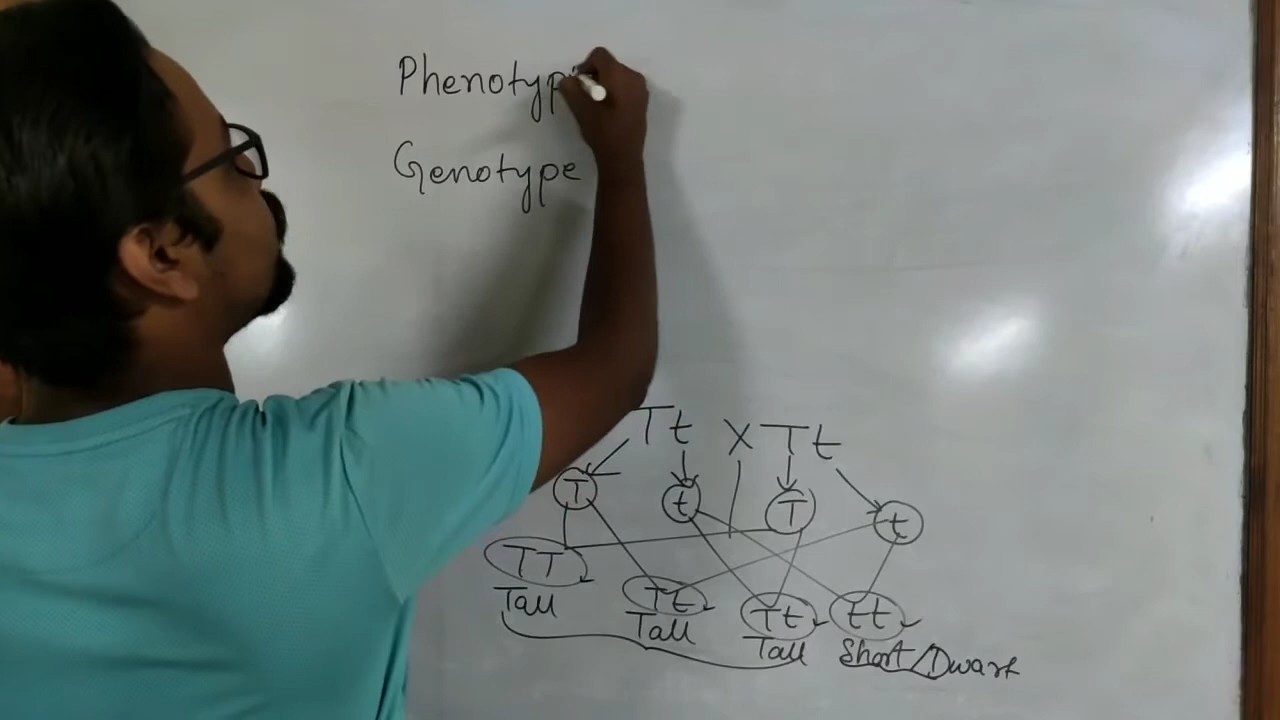 Phenotyp
Genotype
Tt X Tt
T t T t
TT Tt Tt tt
Tall Tall Tall Short/Dwarf